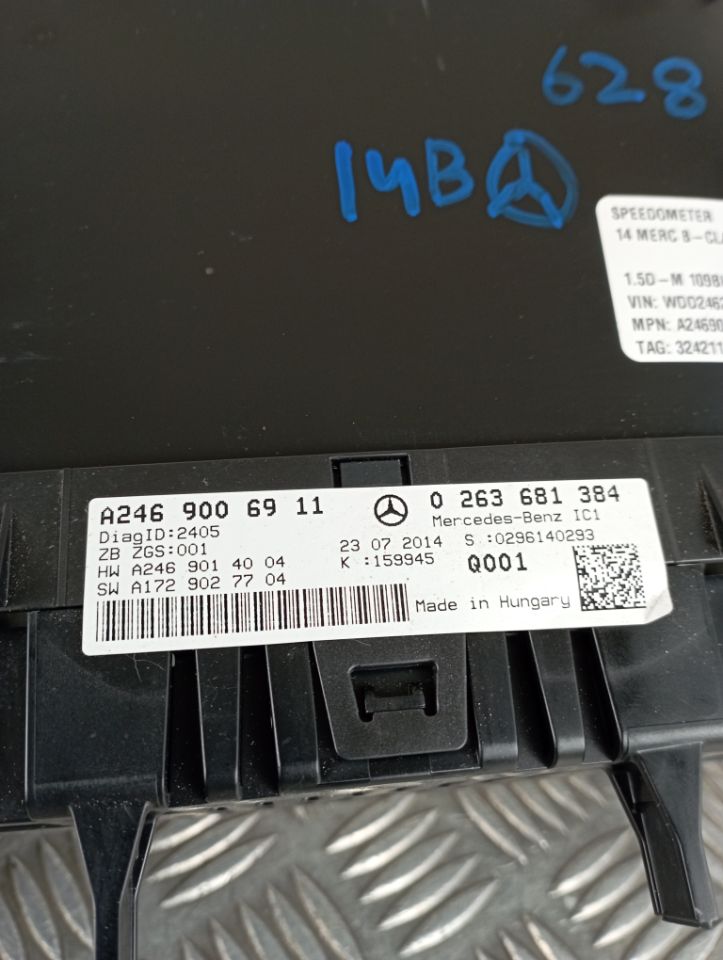 628
14B
SPEEDOMETER
14 MERC B-CLA
1.5D-M 1098
VIN: WDD246
MPN: A24690
TAG: 324211
A246 900 69 11
0 263 681 384
DiagID:2405
Mercedes-Benz IC1
ZB ZGS:001
23 07 2014 S :0296140293
HW A246 901 40 04
K :159945 Q001
SW A172 902 77 04
Made in Hungary